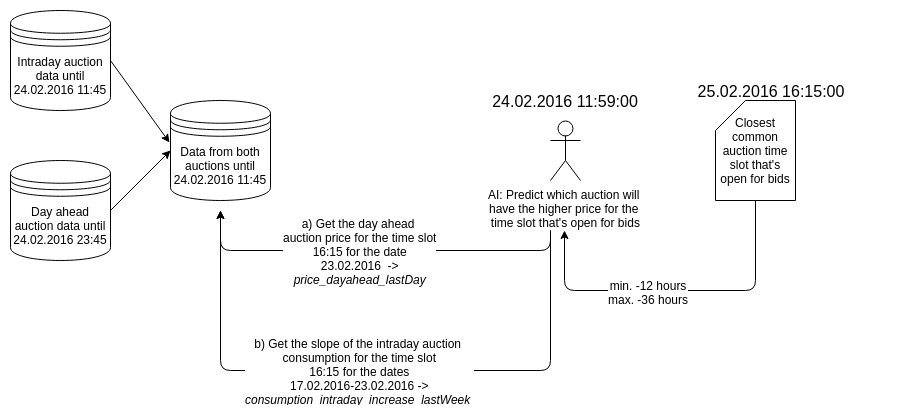 Intraday auction
data until
24.02.2016 11:45
Day ahead
auction data until
24.02.2016 23:45
Data from both
auctions until
24.02.2016 11:45
24.02.2016 11:59:00
AI: Predict which auction will
have the higher price for the
time slot that's open for bids
25.02.2016 16:15:00
Closest
common
auction time
slot that's
open for bids
a) Get the day ahead
auction price for the time slot
16:15 for the date
23.02.2016 ->
price_dayahead_lastDay
min. -12 hours
max. -36 hours
b) Get the slope of the intraday auction
consumption for the time slot
16:15 for the dates
17.02.2016-23.02.2016 ->
consumption_intraday_increase_lastWeek